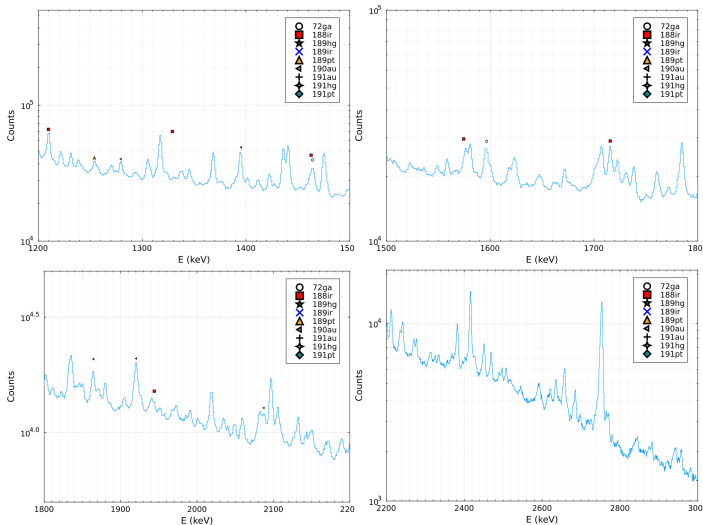 10^5
10^4
Counts
1200
1300
1400
150
E (keV)
72ga
188ir
189hg
189ir
189pt
190au
191au
191hg
191pt
10^5
10^4
Counts
1500
1600
1700
180
E (keV)
72ga
188ir
189hg
189ir
189pt
190au
191au
191hg
191pt
10^4.5
10^4.0
Counts
1800
1900
2000
2100
220
E (keV)
72ga
188ir
189hg
189ir
189pt
190au
191au
191hg
191pt
10^4
10^3
Counts
2200
2400
2600
2800
300
E (keV)
72ga
188ir
189hg
189ir
189pt
190au
191au
191hg
191pt